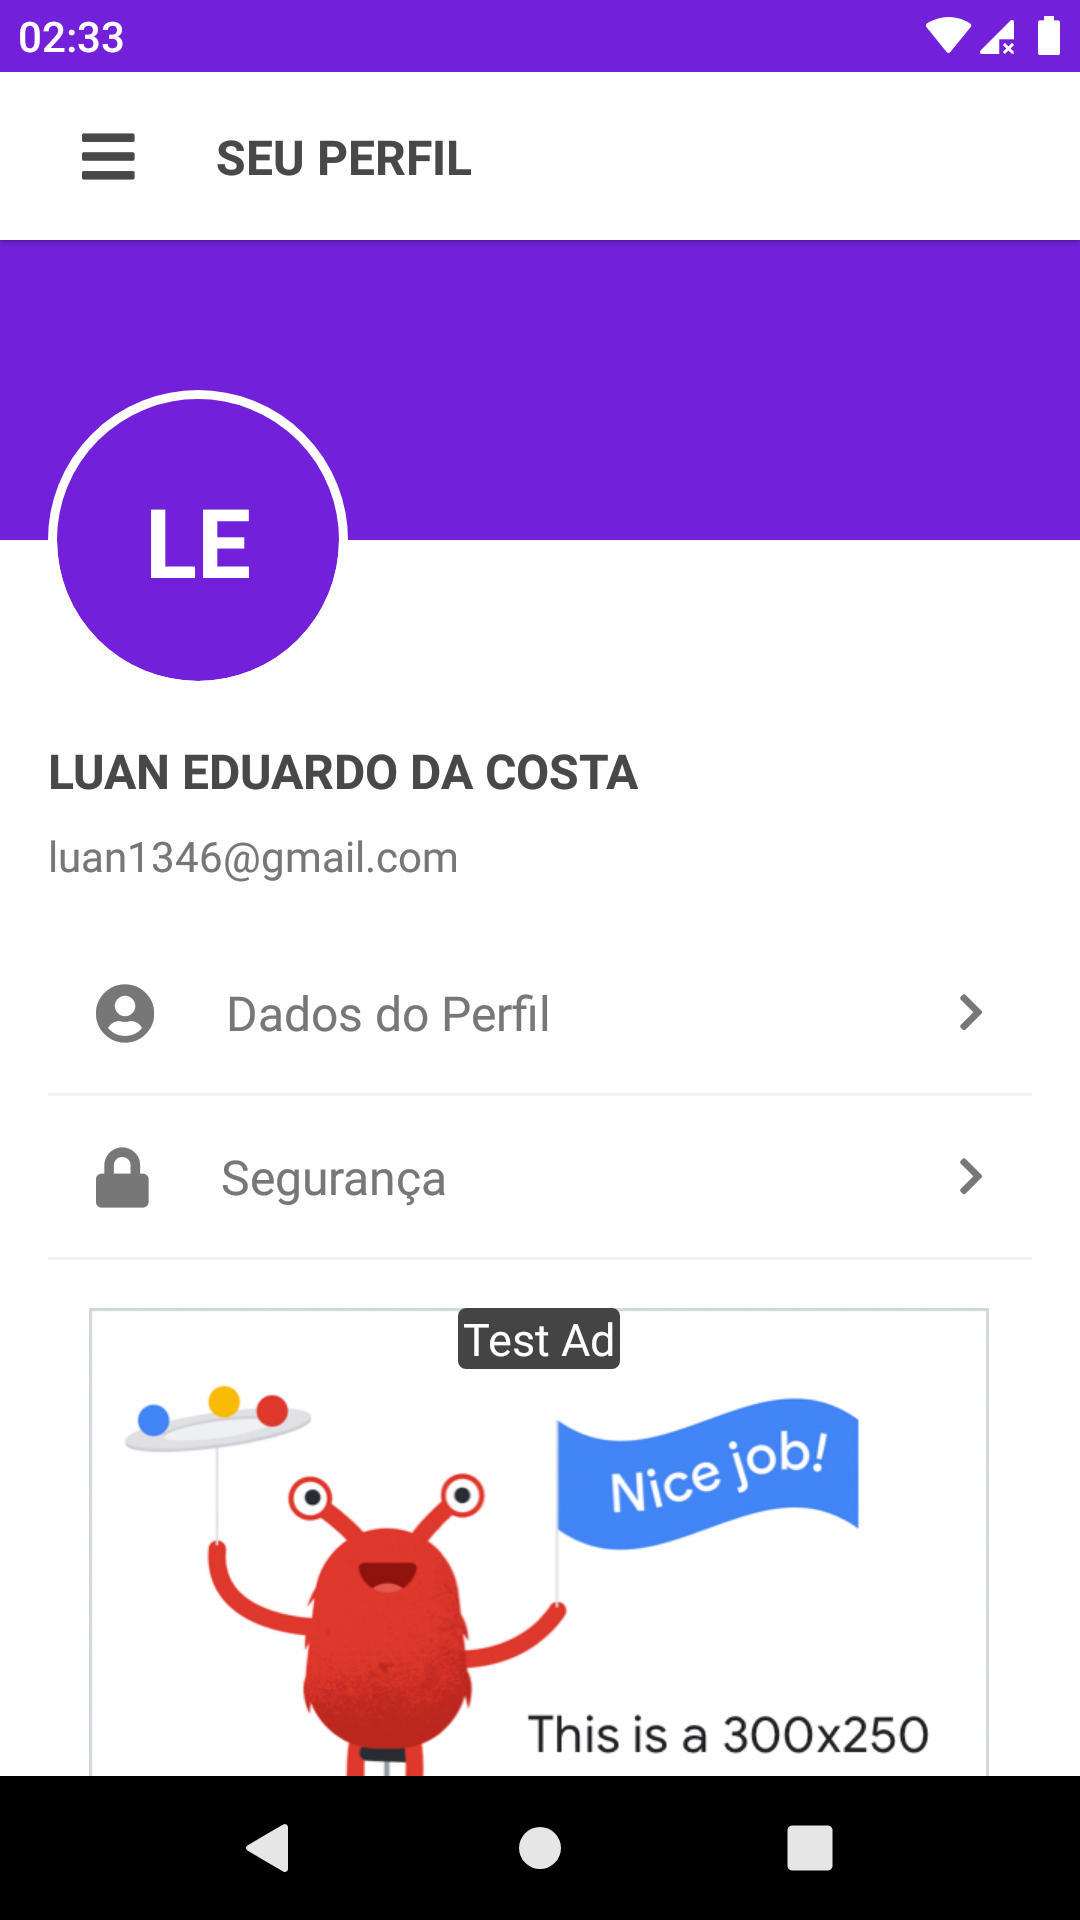 02:33
SEU PERFIL
LE
LUAN EDUARDO DA COSTA
luan1346@gmail.com
Dados do Perfil
Segurança
Test Ad
Nice job!
This is a 300x250